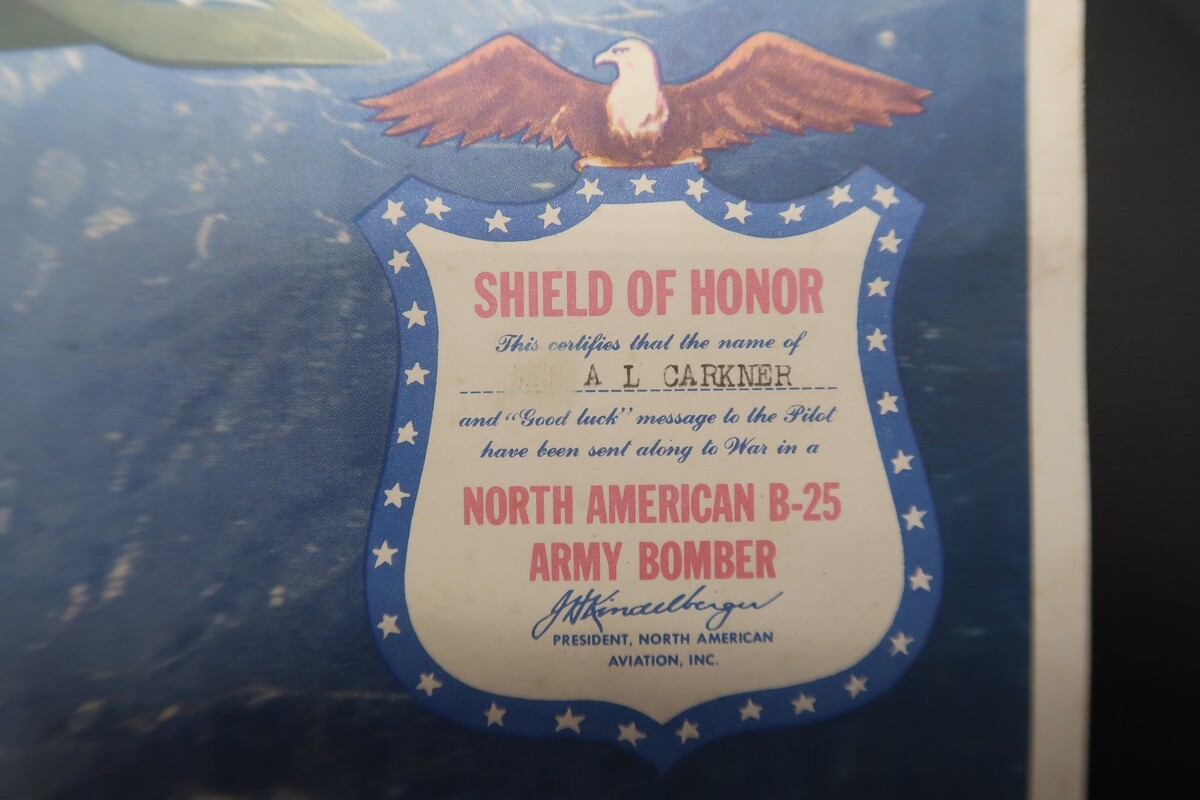 SHIELD OF HONOR
This certifies that the name of
A L CARKNER
and "Good luck" message to the Pilot
have been sent along to War in a
NORTH AMERICAN B-25
ARMY BOMBER
J H Kindelberger
PRESIDENT, NORTH AMERICAN
AVIATION, INC.